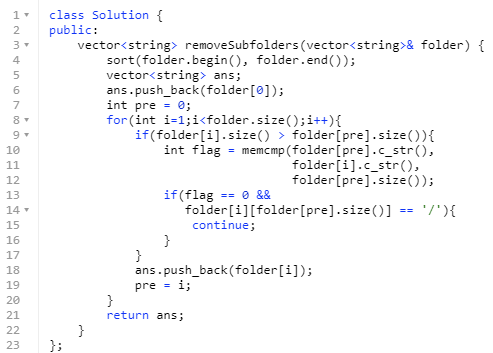 1 class Solution {
2 public:
3     vector<string> removeSubfolders(vector<string>& folder) {
4         sort(folder.begin(), folder.end());
5         vector<string> ans;
6         ans.push_back(folder[0]);
7         int pre = 0;
8         for(int i=1;i<folder.size();i++){
9             if(folder[i].size() > folder[pre].size()){
10                 int flag = memcmp(folder[pre].c_str(),
11                                   folder[i].c_str(),
12                                   folder[pre].size());
13                 if(flag == 0 &&
14                    folder[i][folder[pre].size()] == '/'){
15                     continue;
16                 }
17             }
18             ans.push_back(folder[i]);
19             pre = i;
20         }
21         return ans;
22     }
23 };